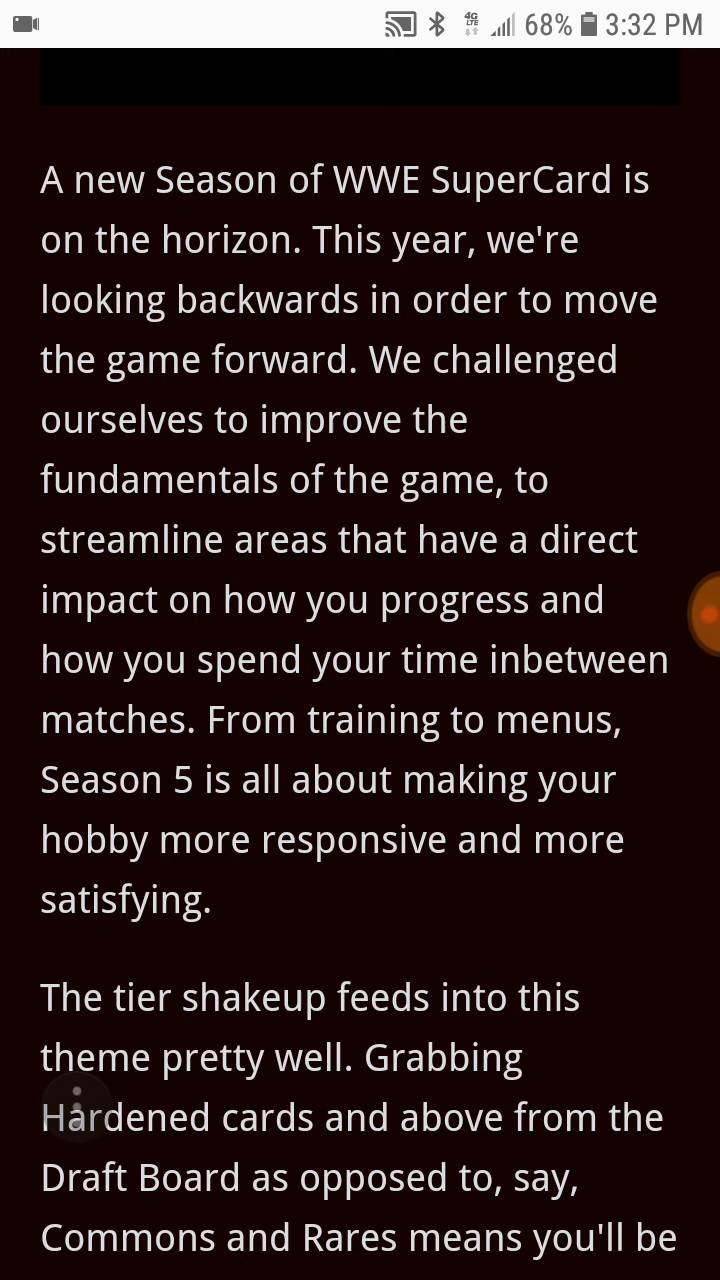 4G LTE 68% 3:32 PM
A new Season of WWE SuperCard is
on the horizon. This year, we're
looking backwards in order to move
the game forward. We challenged
ourselves to improve the
fundamentals of the game, to
streamline areas that have a direct
impact on how you progress and
how you spend your time inbetween
matches. From training to menus,
Season 5 is all about making your
hobby more responsive and more
satisfying.
The tier shakeup feeds into this
theme pretty well. Grabbing
Hardened cards and above from the
Draft Board as opposed to, say,
Commons and Rares means you'll be